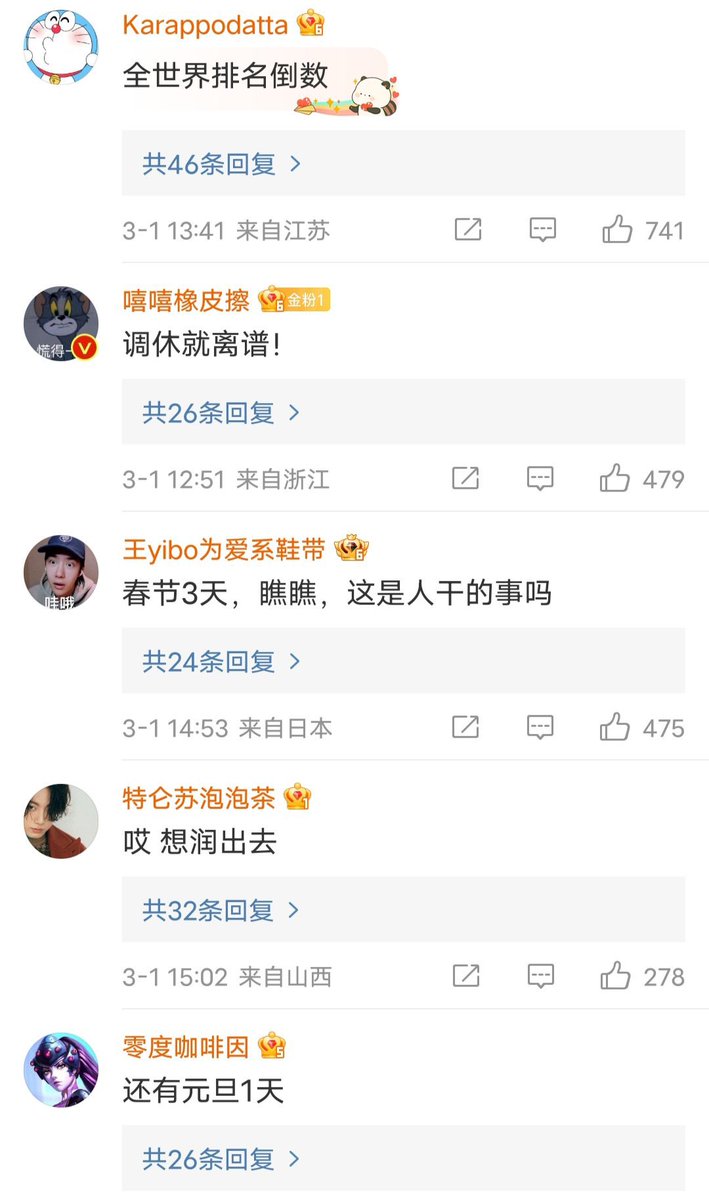 Karappodatta
全世界排名倒数
共46条回复
3-1 13:41 来自江苏
741
嘻嘻橡皮擦 金粉1
慌得一
调休就离谱！
共26条回复
3-1 12:51 来自浙江
479
王yibo为爱系鞋带
哇哦
春节3天，瞧瞧，这是人干的事吗
共24条回复
3-1 14:53 来自日本
475
特仑苏泡泡茶
哎 想润出去
共32条回复
3-1 15:02 来自山西
278
零度咖啡因
还有元旦1天
共26条回复